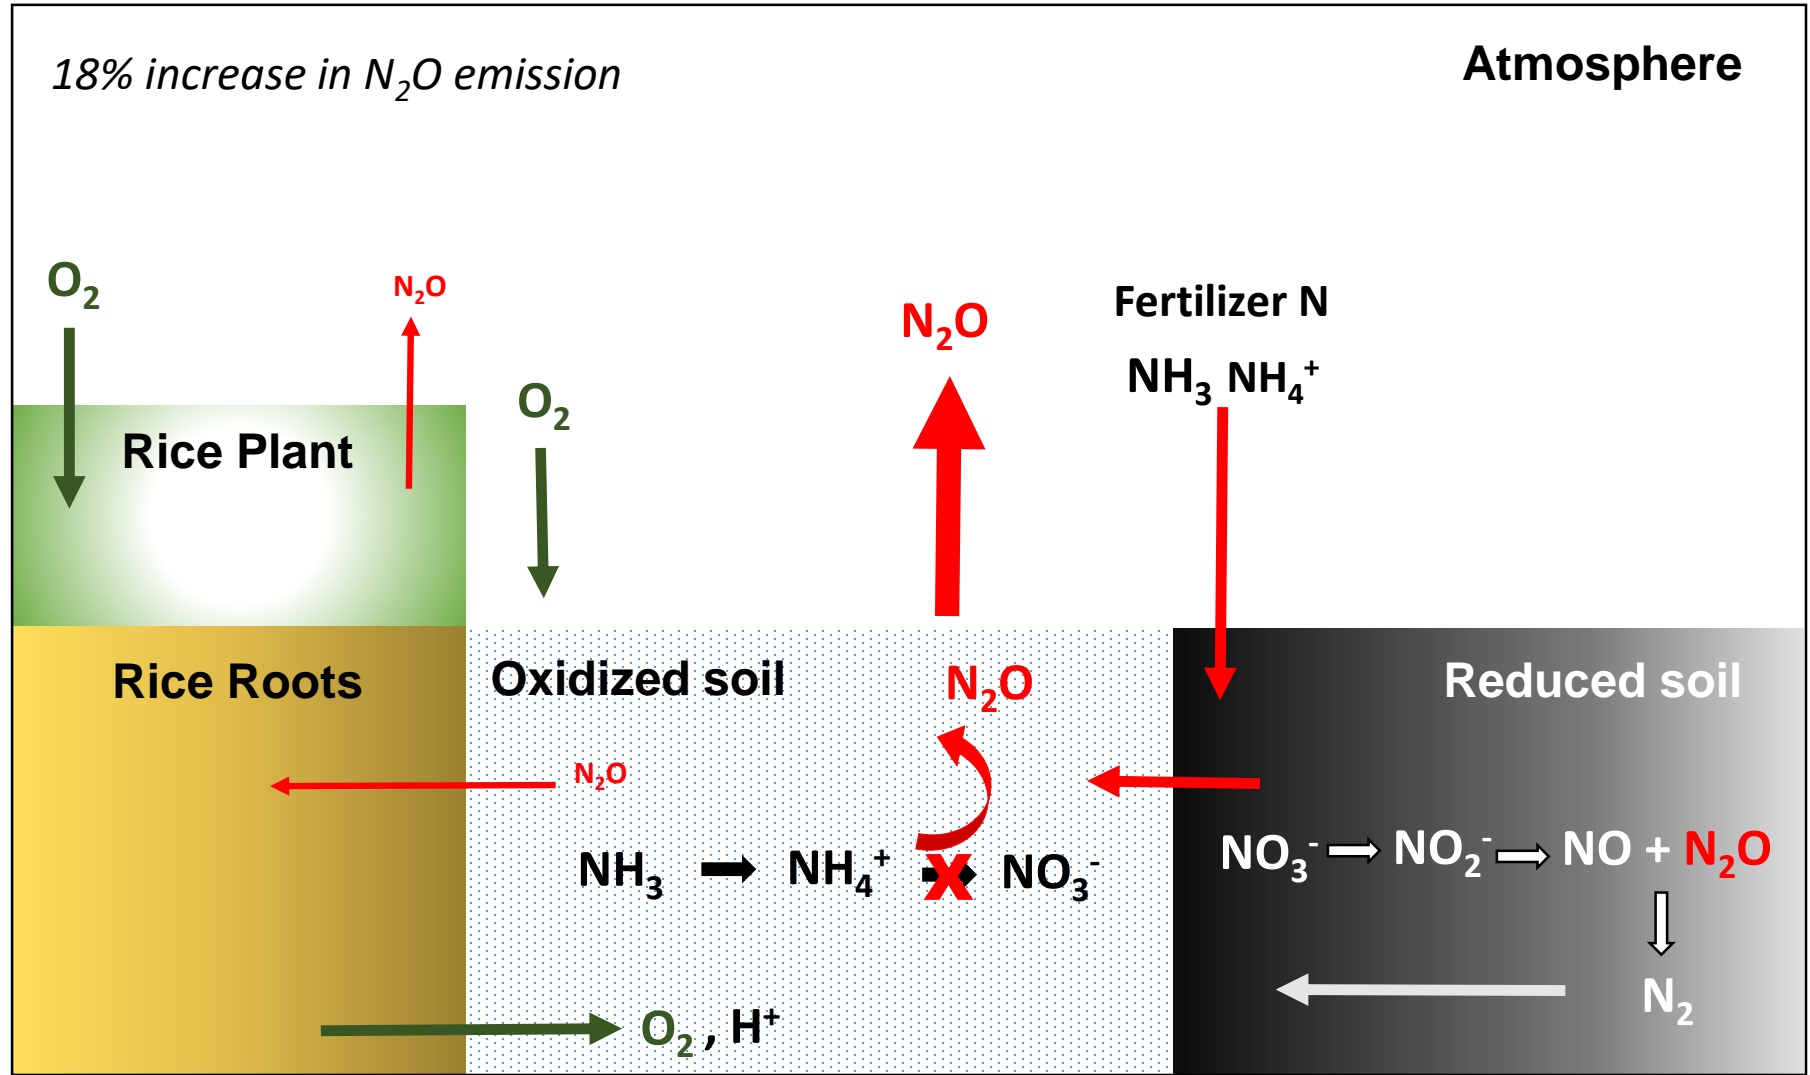 18% increase in N₂O emission
Atmosphere
O₂
N₂O
O₂
N₂O
Fertilizer N
NH₃ NH₄⁺
Rice Plant
Rice Roots
Oxidized soil
N₂O
Reduced soil
N₂O
NH₃ NH₄⁺ X NO₃⁻
NO₃⁻ NO₂⁻ NO + N₂O
N₂
O₂ , H⁺